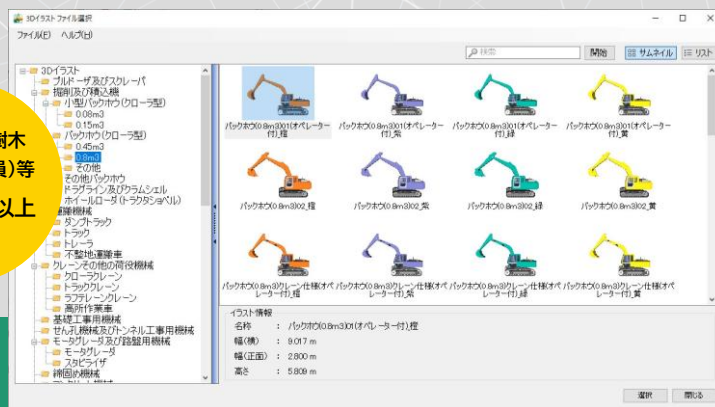 3Dイラスト ファイル選択
ファイル(F) ヘルプ(H)
検索
開始
サムネイル
リスト
3Dイラスト
ブルドーザ及びスクレーパ
掘削及び積込機
小型バックホウ(クローラ型)
0.08m3
0.15m3
バックホウ(クローラ型)
0.45m3
0.8m3
その他
その他バックホウ
ドラグライン及びクラムシェル
ホイールローダ(トラクタショベル)
運搬機械
ダンプトラック
トラック
トレーラ
不整地運搬車
クレーンその他の荷役機械
クローラクレーン
トラッククレーン
ラフテレーンクレーン
高所作業車
基礎工事用機械
せん孔機械及びトンネル工事用機械
モータグレーダ及び路盤用機械
モータグレーダ
スタビライザ
締固め機械
樹木
員)等
以上
バックホウ(0.8m3)01(オペレーター付)_橙
バックホウ(0.8m3)01(オペレーター付)_紫
バックホウ(0.8m3)01(オペレーター付)_緑
バックホウ(0.8m3)01(オペレーター付)_黄
バックホウ(0.8m3)02_橙
バックホウ(0.8m3)02_紫
バックホウ(0.8m3)02_緑
バックホウ(0.8m3)02_黄
バックホウ(0.8m3)クレーン仕様(オペレーター付)_橙
バックホウ(0.8m3)クレーン仕様(オペレーター付)_紫
バックホウ(0.8m3)クレーン仕様(オペレーター付)_緑
バックホウ(0.8m3)クレーン仕様(オペレーター付)_黄
イラスト情報
名称 : バックホウ(0.8m3)01(オペレーター付)_橙
幅(横) : 9.017 m
幅(正面) : 2.800 m
高さ : 5.809 m
選択
閉じる